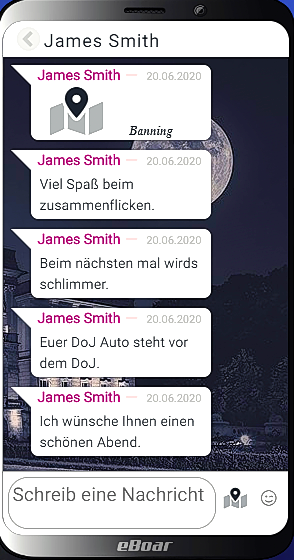 James Smith
James Smith 20.06.2020
Banning
James Smith 20.06.2020
Viel Spaß beim
zusammenflicken.
James Smith 20.06.2020
Beim nächsten mal wirds
schlimmer.
James Smith 20.06.2020
Euer DoJ Auto steht vor
dem DoJ.
James Smith 20.06.2020
Ich wünsche Ihnen einen
schönen Abend.
Schreib eine Nachricht
eBoar